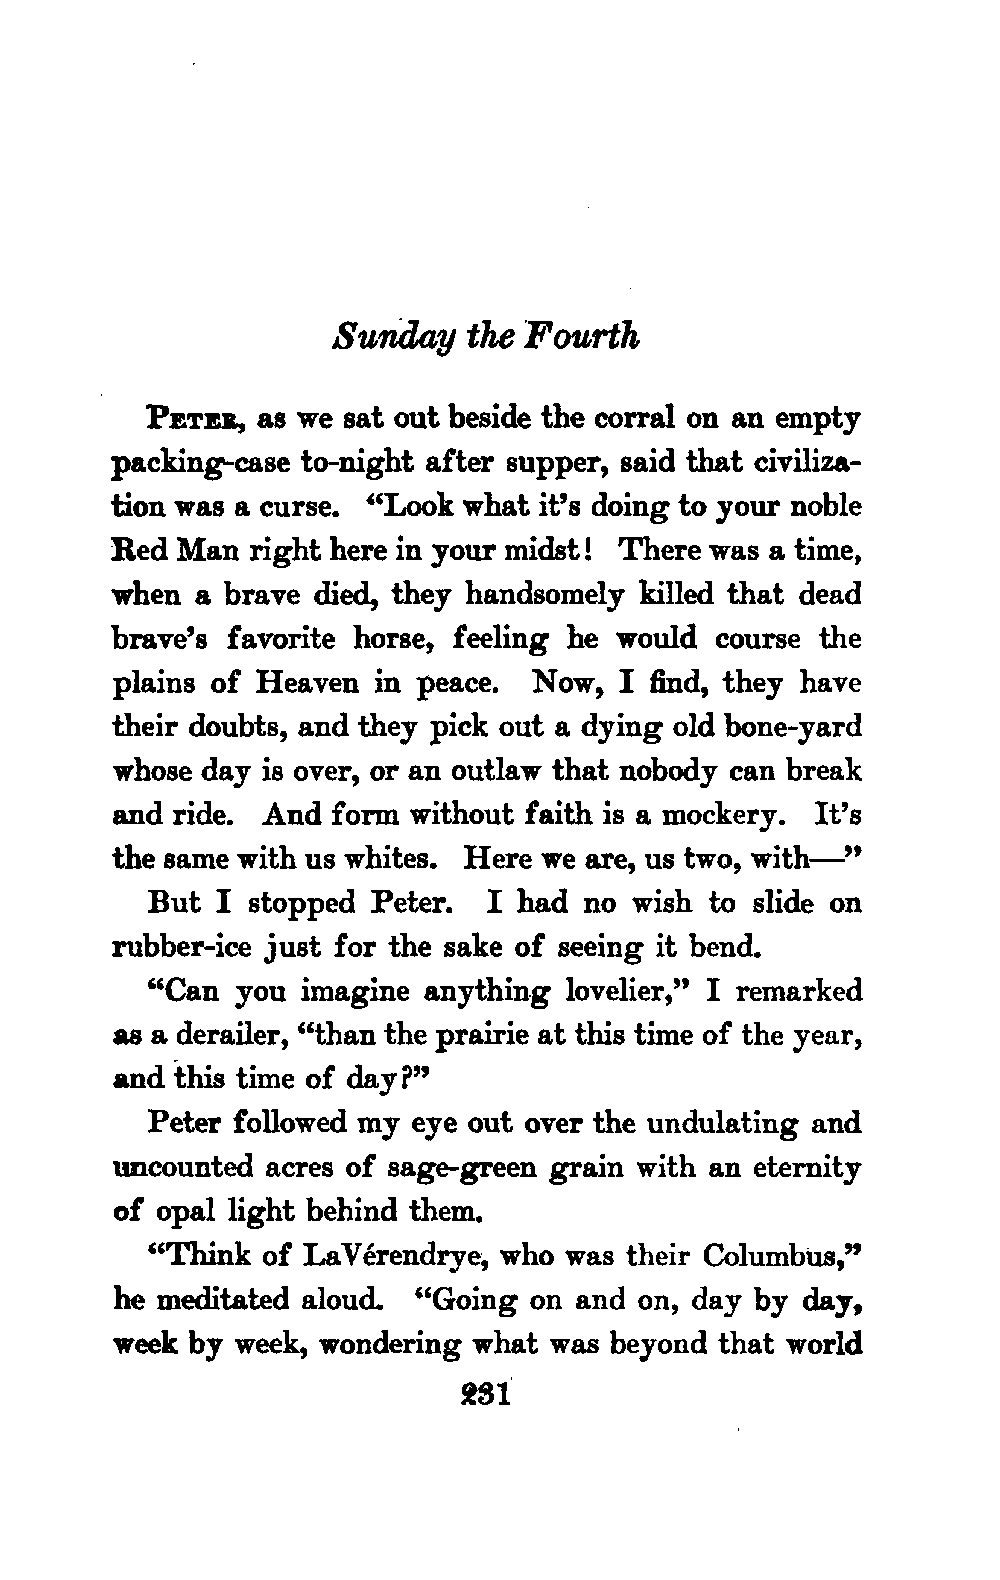 Sunday the Fourth
PETER, as we sat out beside the corral on an empty
packing-case to-night after supper, said that civiliza-
tion was a curse. “Look what it’s doing to your noble
Red Man right here in your midst! There was a time,
when a brave died, they handsomely killed that dead
brave’s favorite horse, feeling he would course the
plains of Heaven in peace. Now, I find, they have
their doubts, and they pick out a dying old bone-yard
whose day is over, or an outlaw that nobody can break
and ride. And form without faith is a mockery. It’s
the same with us whites. Here we are, us two, with—”
But I stopped Peter. I had no wish to slide on
rubber-ice just for the sake of seeing it bend.
“Can you imagine anything lovelier,” I remarked
as a derailer, “than the prairie at this time of the year,
and this time of day?”
Peter followed my eye out over the undulating and
uncounted acres of sage-green grain with an eternity
of opal light behind them.
“Think of LaVérendrye, who was their Columbus,”
he meditated aloud. “Going on and on, day by day,
week by week, wondering what was beyond that world
231